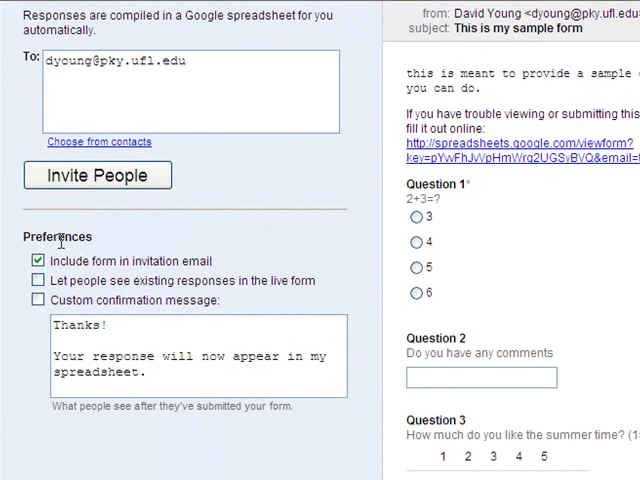 Responses are compiled in a Google spreadsheet for you
automatically.
To:
dyoung@pky.ufl.edu
Choose from contacts
Invite People
Preferences
Include form in invitation email
Let people see existing responses in the live form
Custom confirmation message:
Thanks!
Your response will now appear in my
spreadsheet.
What people see after they've submitted your form.
from: David Young <dyoung@pky.ufl.edu>
subject: This is my sample form
this is meant to provide a sample
you can do.
If you have trouble viewing or submitting this
fill it out online:
http://spreadsheets.google.com/viewform?
Question 1*
2+3=?
3
4
5
6
Question 2
Do you have any comments
Question 3
How much do you like the summer time?
1 2 3 4 5